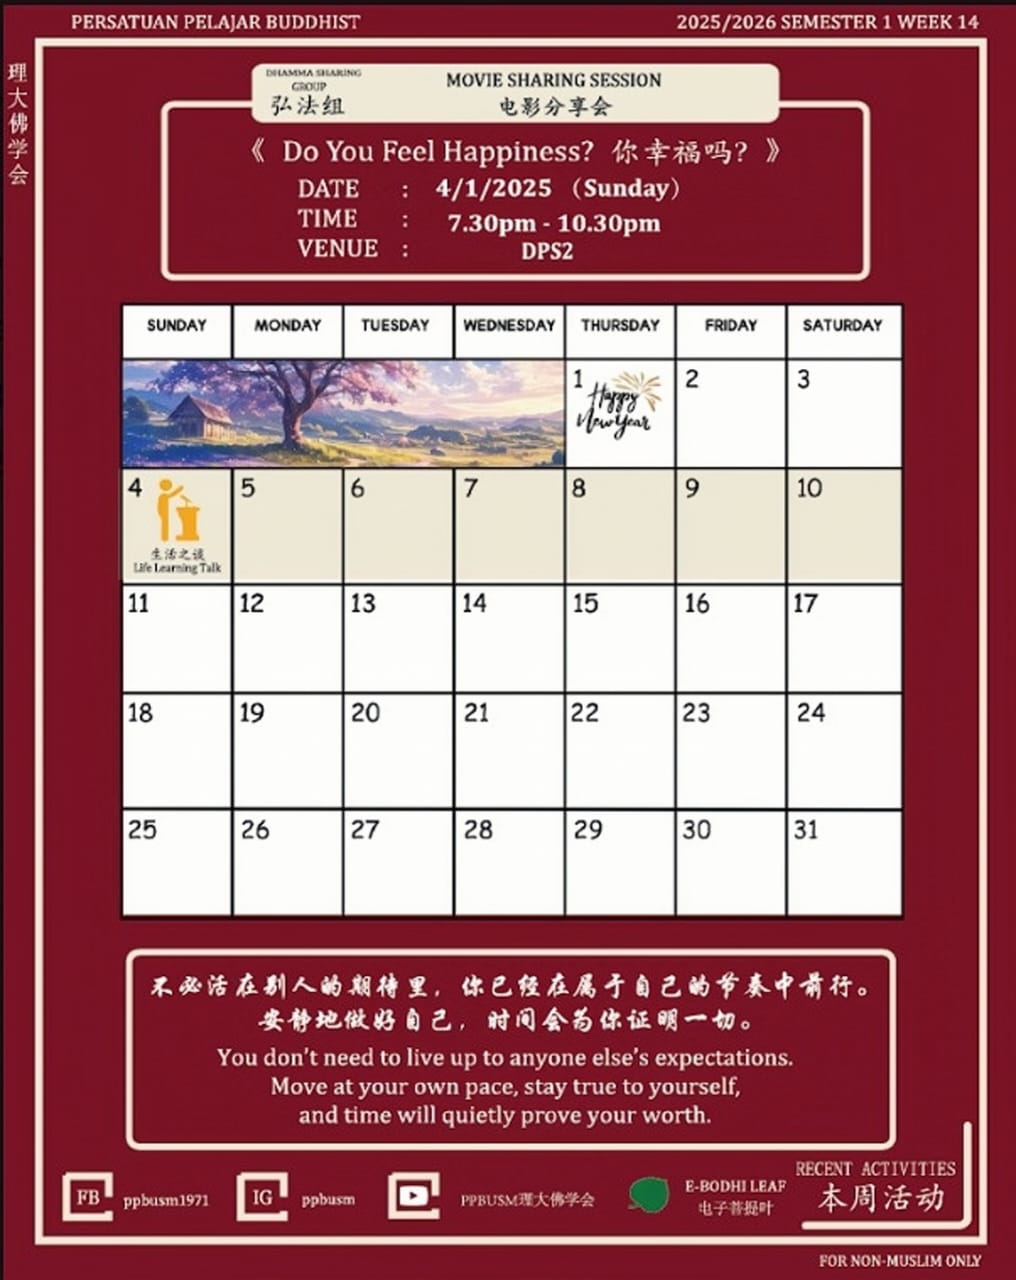 PERSATUAN PELAJAR BUDDHIST
2025/2026 SEMESTER 1 WEEK 14
理大佛学会
DHAMMA SHARING
GROUP
弘法组
MOVIE SHARING SESSION
电影分享会
《 Do You Feel Happiness? 你幸福吗? 》
DATE : 4/1/2025 （Sunday）
TIME : 7.30pm - 10.30pm
VENUE : DPS2
SUNDAY MONDAY TUESDAY WEDNESDAY THURSDAY FRIDAY SATURDAY
1 2 3
Happy
New Year
4 5 6 7 8 9 10
生活之谈
Life Learning Talk
11 12 13 14 15 16 17
18 19 20 21 22 23 24
25 26 27 28 29 30 31
不必活在别人的期待里，你已经在属于自己的节奏中前行。
安静地做好自己，时间会为你证明一切。
You don't need to live up to anyone else's expectations.
Move at your own pace, stay true to yourself,
and time will quietly prove your worth.
FB ppbusm1971
IG ppbusm
PPBUSM理大佛学会
E-BODHI LEAF
电子菩提叶
RECENT ACTIVITIES
本周活动
FOR NON-MUSLIM ONLY